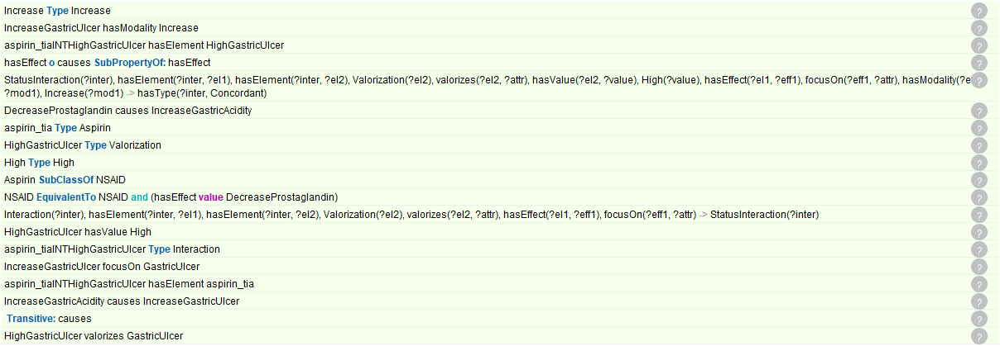 Increase Type Increase
IncreaseGastricUlcer hasModality Increase
aspirin_tiaINTHighGastricUlcer hasElement HighGastricUlcer
hasEffect o causes SubPropertyOf: hasEffect
StatusInteraction(?inter), hasElement(?inter, ?el1), hasElement(?inter, ?el2), Valorization(?el2), valorizes(?el2, ?attr), hasValue(?el2, ?value), High(?value), hasEffect(?el1, ?eff1), focusOn(?eff1, ?attr), hasModality(?e
?mod1), Increase(?mod1) -> hasType(?inter, Concordant)
DecreaseProstaglandin causes IncreaseGastricAcidity
aspirin_tia Type Aspirin
HighGastricUlcer Type Valorization
High Type High
Aspirin SubClassOf NSAID
NSAID EquivalentTo NSAID and (hasEffect value DecreaseProstaglandin)
Interaction(?inter), hasElement(?inter, ?el1), hasElement(?inter, ?el2), Valorization(?el2), valorizes(?el2, ?attr), hasEffect(?el1, ?eff1), focusOn(?eff1, ?attr) -> StatusInteraction(?inter)
HighGastricUlcer hasValue High
aspirin_tiaINTHighGastricUlcer Type Interaction
IncreaseGastricUlcer focusOn GastricUlcer
aspirin_tiaINTHighGastricUlcer hasElement aspirin_tia
IncreaseGastricAcidity causes IncreaseGastricUlcer
Transitive: causes
HighGastricUlcer valorizes GastricUlcer